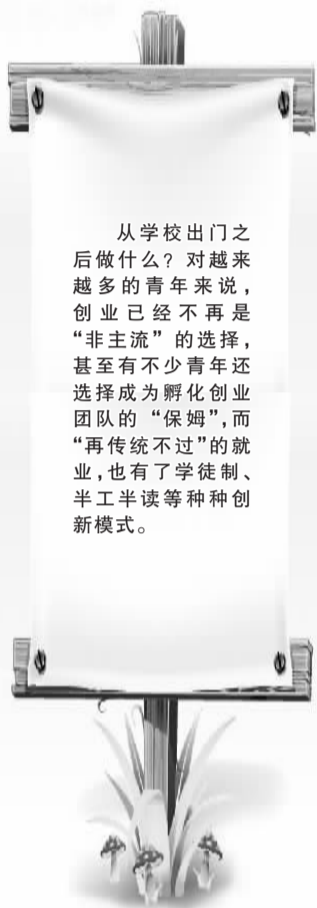 从学校出门之
后做什么？对越来
越多的青年来说，
创业已经不再是
“非主流”的选择，
甚至有不少青年还
选择成为孵化创业
团队的“保姆”，而
“再传统不过”的就
业，也有了学徒制、
半工半读等种种创
新模式。